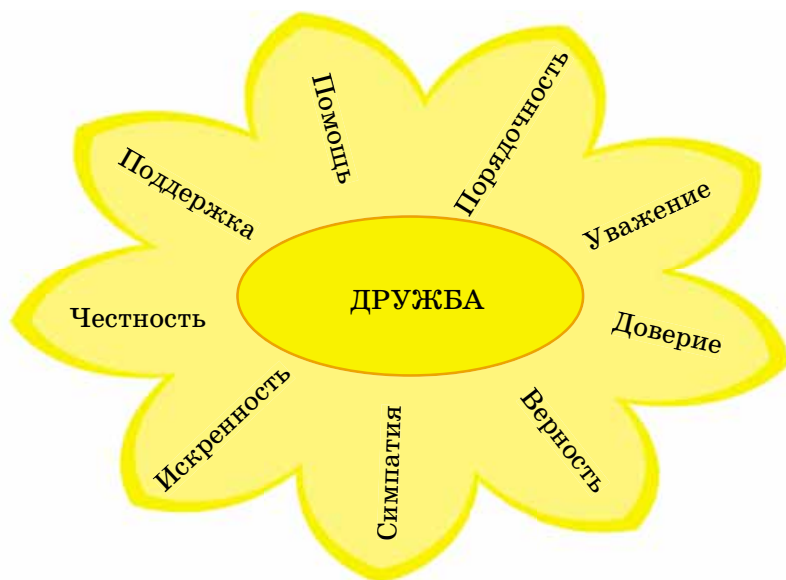 Помощь
Порядочность
Поддержка
Уважение
ДРУЖБА
Честность
Доверие
Искренность
Симпатия
Верность